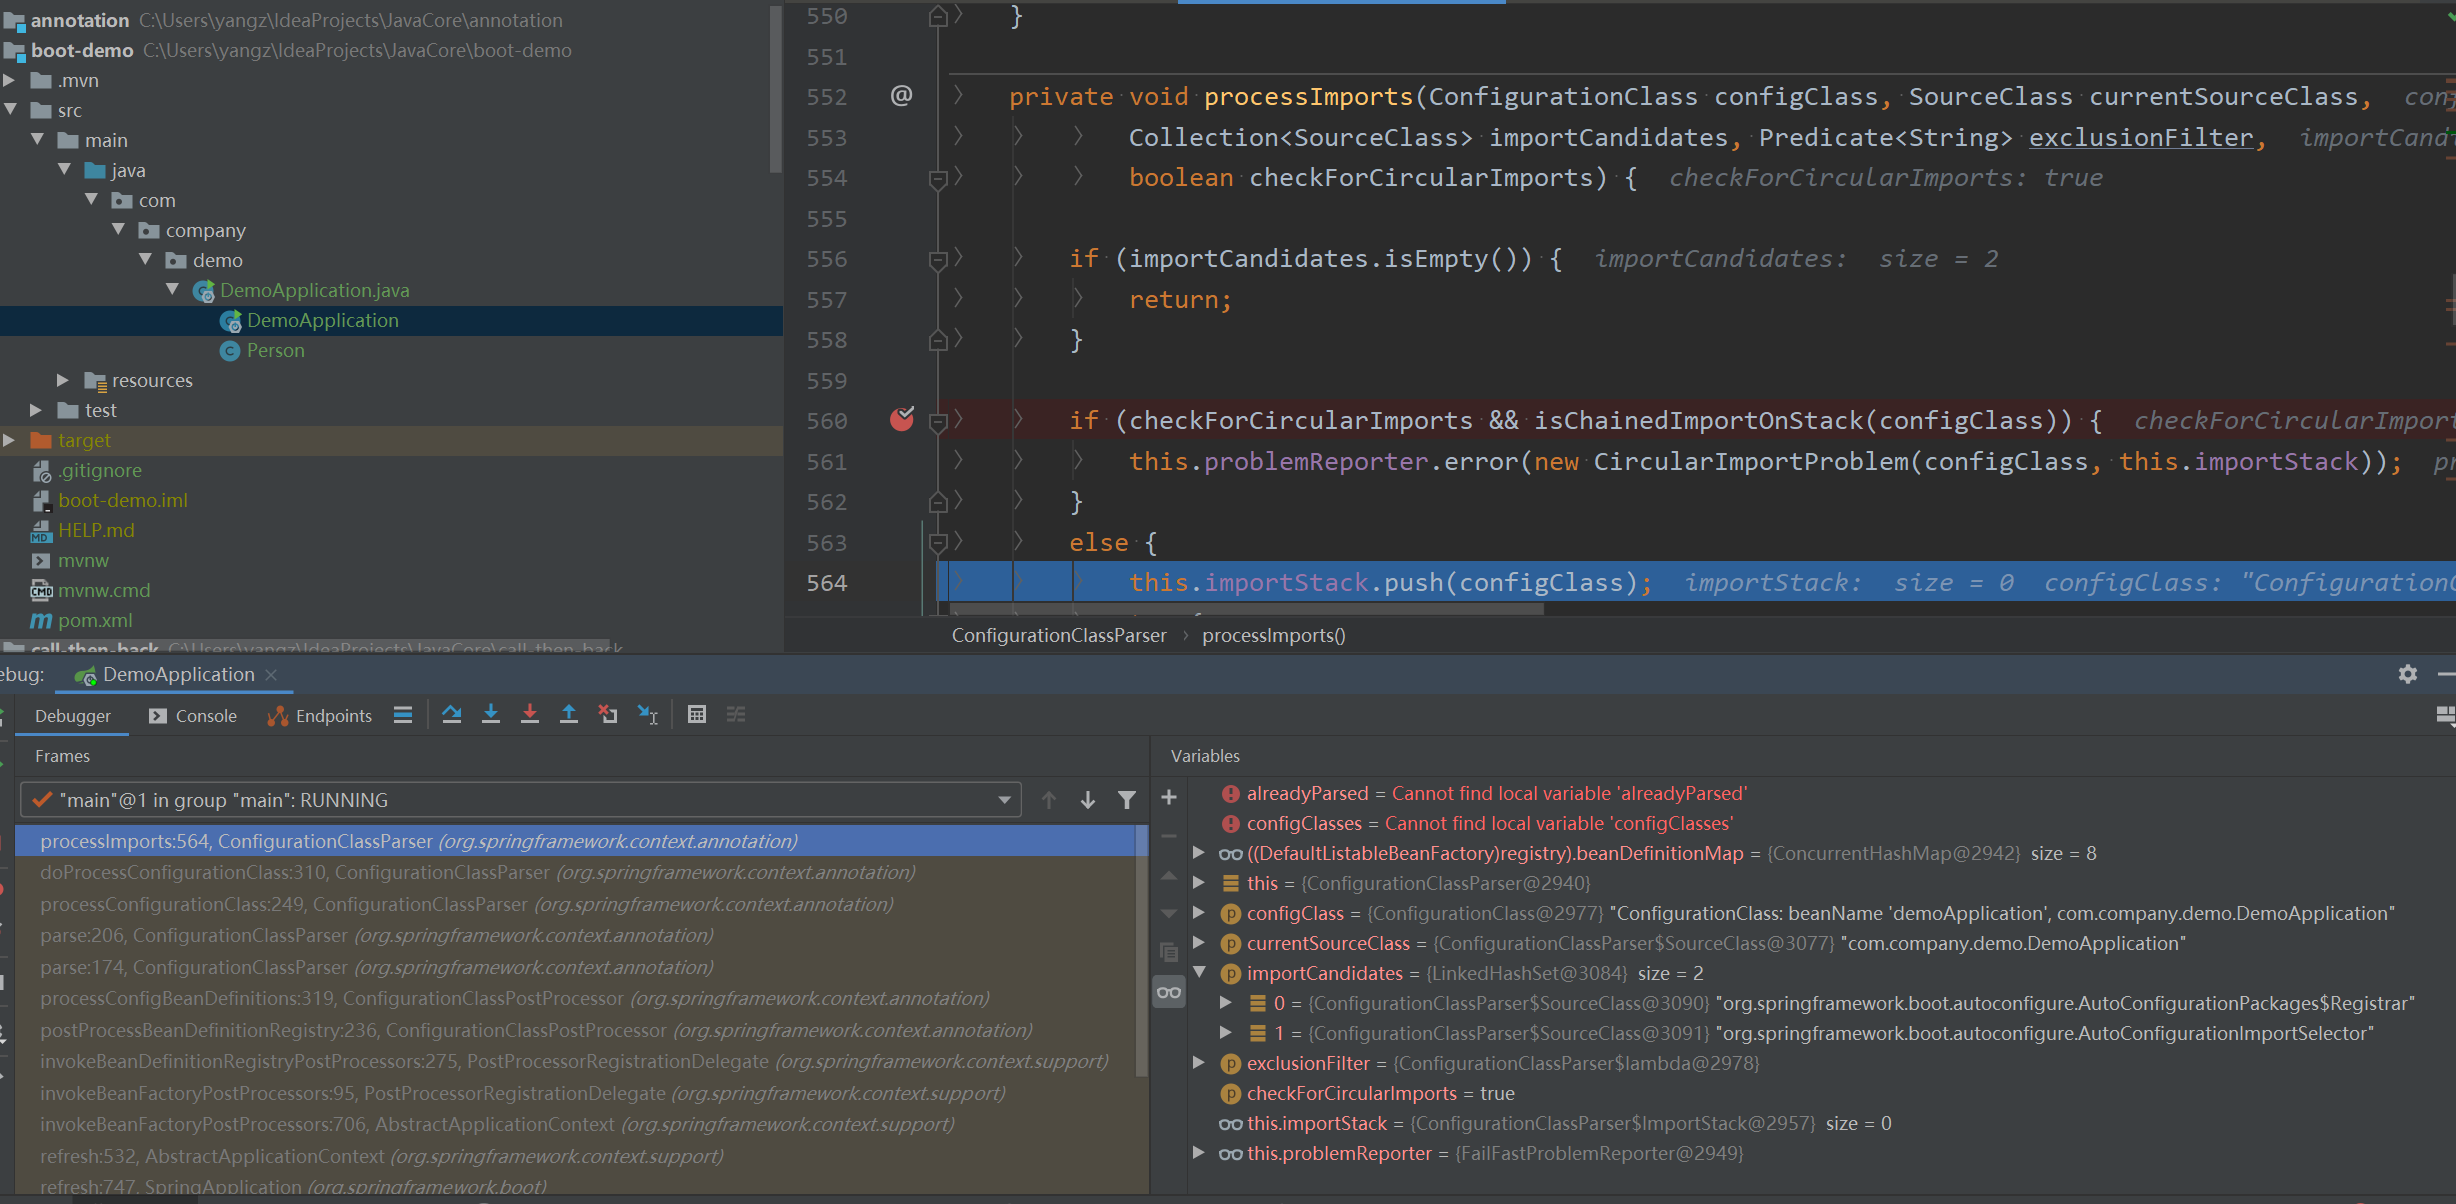 annotation C:\Users\yangz\IdeaProjects\JavaCore\annotation
boot-demo C:\Users\yangz\IdeaProjects\JavaCore\boot-demo
.mvn
src
main
java
com
company
demo
DemoApplication.java
DemoApplication
Person
resources
test
target
.gitignore
boot-demo.iml
HELP.md
mvnw
mvnw.cmd
pom.xml
call-then-back C:\Users\yangz\IdeaProjects\JavaCore\call-then-back
550 }
551
552 @ private void processImports(ConfigurationClass configClass, SourceClass currentSourceClass,
553 Collection<SourceClass> importCandidates, Predicate<String> exclusionFilter,
554 boolean checkForCircularImports) { checkForCircularImports: true
555
556 if (importCandidates.isEmpty()) { importCandidates: size = 2
557 return;
558 }
559
560 if (checkForCircularImports && isChainedImportOnStack(configClass)) {
561 this.problemReporter.error(new CircularImportProblem(configClass, this.importStack));
562 }
563 else {
564 this.importStack.push(configClass); importStack: size = 0 configClass:
ConfigurationClassParser › processImports()
ebug: DemoApplication
Debugger Console Endpoints
Frames
"main"@1 in group "main": RUNNING
processImports:564, ConfigurationClassParser (org.springframework.context.annotation)
doProcessConfigurationClass:310, ConfigurationClassParser (org.springframework.context.annotation)
processConfigurationClass:249, ConfigurationClassParser (org.springframework.context.annotation)
parse:206, ConfigurationClassParser (org.springframework.context.annotation)
parse:174, ConfigurationClassParser (org.springframework.context.annotation)
processConfigBeanDefinitions:319, ConfigurationClassPostProcessor (org.springframework.context.annotation)
postProcessBeanDefinitionRegistry:236, ConfigurationClassPostProcessor (org.springframework.context.annotation)
invokeBeanDefinitionRegistryPostProcessors:275, PostProcessorRegistrationDelegate (org.springframework.context.support)
invokeBeanFactoryPostProcessors:95, PostProcessorRegistrationDelegate (org.springframework.context.support)
invokeBeanFactoryPostProcessors:706, AbstractApplicationContext (org.springframework.context.support)
refresh:532, AbstractApplicationContext (org.springframework.context.support)
refresh:747, SpringApplication (org.springframework.boot)
Variables
alreadyParsed = Cannot find local variable 'alreadyParsed'
configClasses = Cannot find local variable 'configClasses'
((DefaultListableBeanFactory)registry).beanDefinitionMap = {ConcurrentHashMap@2942} size = 8
this = {ConfigurationClassParser@2940}
configClass = {ConfigurationClass@2977} "ConfigurationClass: beanName 'demoApplication', com.company.demo.DemoApplication"
currentSourceClass = {ConfigurationClassParser$SourceClass@3077} "com.company.demo.DemoApplication"
importCandidates = {LinkedHashSet@3084} size = 2
0 = {ConfigurationClassParser$SourceClass@3090} "org.springframework.boot.autoconfigure.AutoConfigurationPackages$Registrar"
1 = {ConfigurationClassParser$SourceClass@3091} "org.springframework.boot.autoconfigure.AutoConfigurationImportSelector"
exclusionFilter = {ConfigurationClassParser$lambda@2978}
checkForCircularImports = true
this.importStack = {ConfigurationClassParser$ImportStack@2957} size = 0
this.problemReporter = {FailFastProblemReporter@2949}